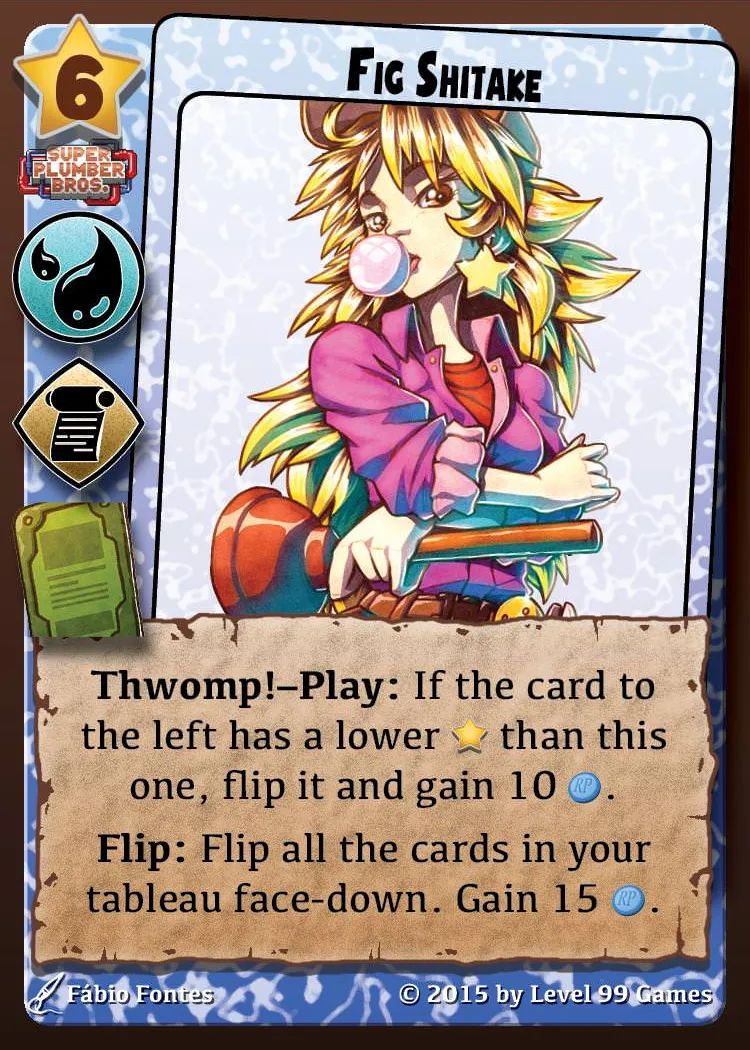 6
Fig Shitake
SUPER
PLUMBER
BROS.
Thwomp!–Play: If the card to
the left has a lower than this
one, flip it and gain 10 RP.
Flip: Flip all the cards in your
tableau face-down. Gain 15 RP.
Fábio Fontes
© 2015 by Level 99 Games